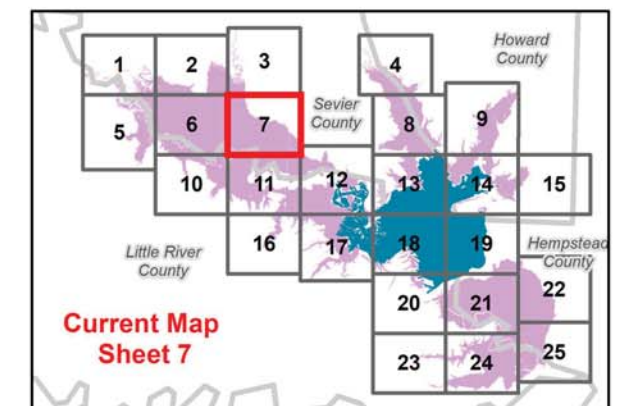 1
2
3
4
Howard
County
5
6
7
Sevier
County
8
9
10
11
12
13
14
15
Little River
County
16
17
18
19
Hempstead
County
20
21
22
Current Map
Sheet 7
23
24
25